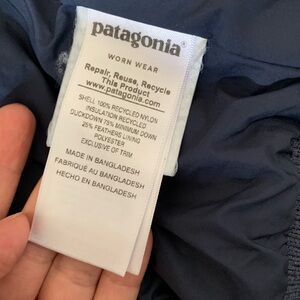 patagonia®
WORN WEAR
Repair, Reuse, Recycle
This Product
www.patagonia.com
SHELL 100% RECYCLED NYLON
INSULATION RECYCLED
DUCKDOWN 75% MINIMUM DOWN
25% FEATHERS LINING
POLYESTER
EXCLUSIVE OF TRIM
MADE IN BANGLADESH
FABRIQUÉ AU BANGLADESH
HECHO EN BANGLADESH